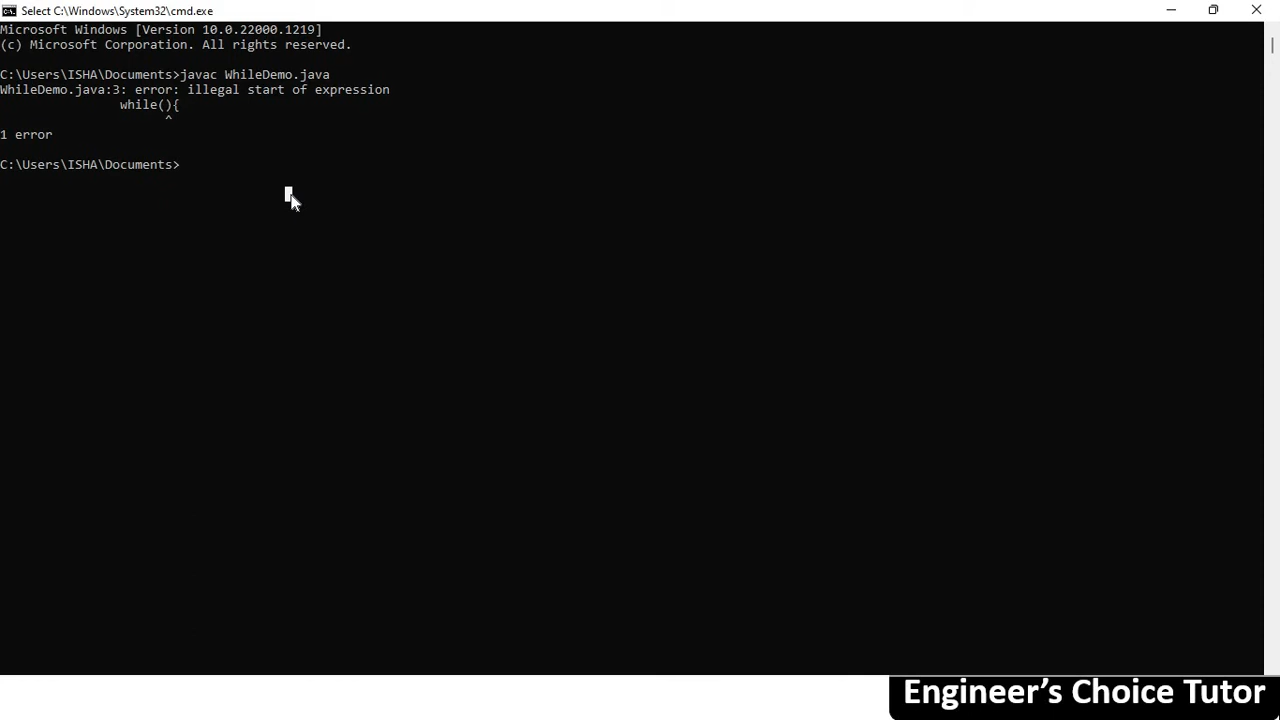 Select C:\Windows\System32\cmd.exe
Microsoft Windows [Version 10.0.22000.1219]
(c) Microsoft Corporation. All rights reserved.
C:\Users\ISHA\Documents>javac WhileDemo.java
WhileDemo.java:3: error: illegal start of expression
while(){
^
1 error
C:\Users\ISHA\Documents>
Engineer’s Choice Tutor